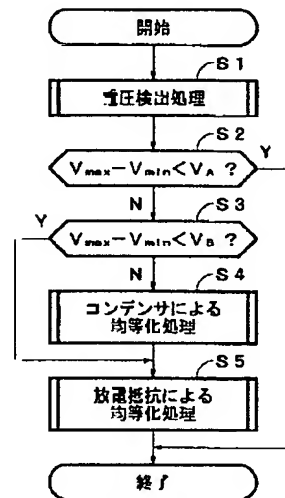 開始
S1
電圧検出処理
S2
Vmax−Vmin<VA ?
Y
N
S3
Y
Vmax−Vmin<VB ?
N
S4
コンデンサによる
均等化処理
S5
放電抵抗による
均等化処理
終了